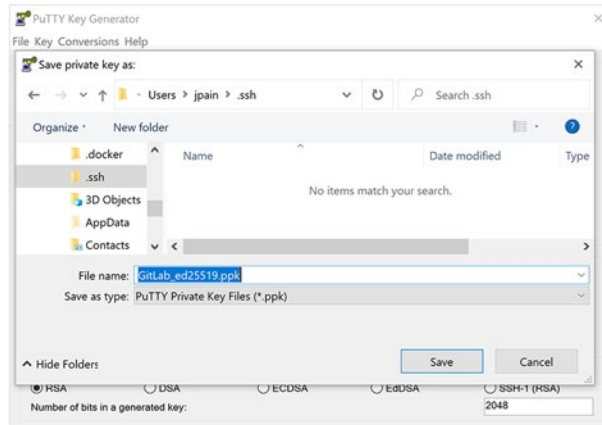 PuTTY Key Generator
File Key Conversions Help
Save private key as:
Users > jpain > .ssh
Search .ssh
Organize
New folder
.docker
.ssh
3D Objects
AppData
Contacts
Name
Date modified
Type
No items match your search.
File name: GitLab_ed25519.ppk
Save as type: PuTTY Private Key Files (*.ppk)
Hide Folders
Save
Cancel
RSA DSA ECDSA EdDSA SSH-1 (RSA)
Number of bits in a generated key: 2048